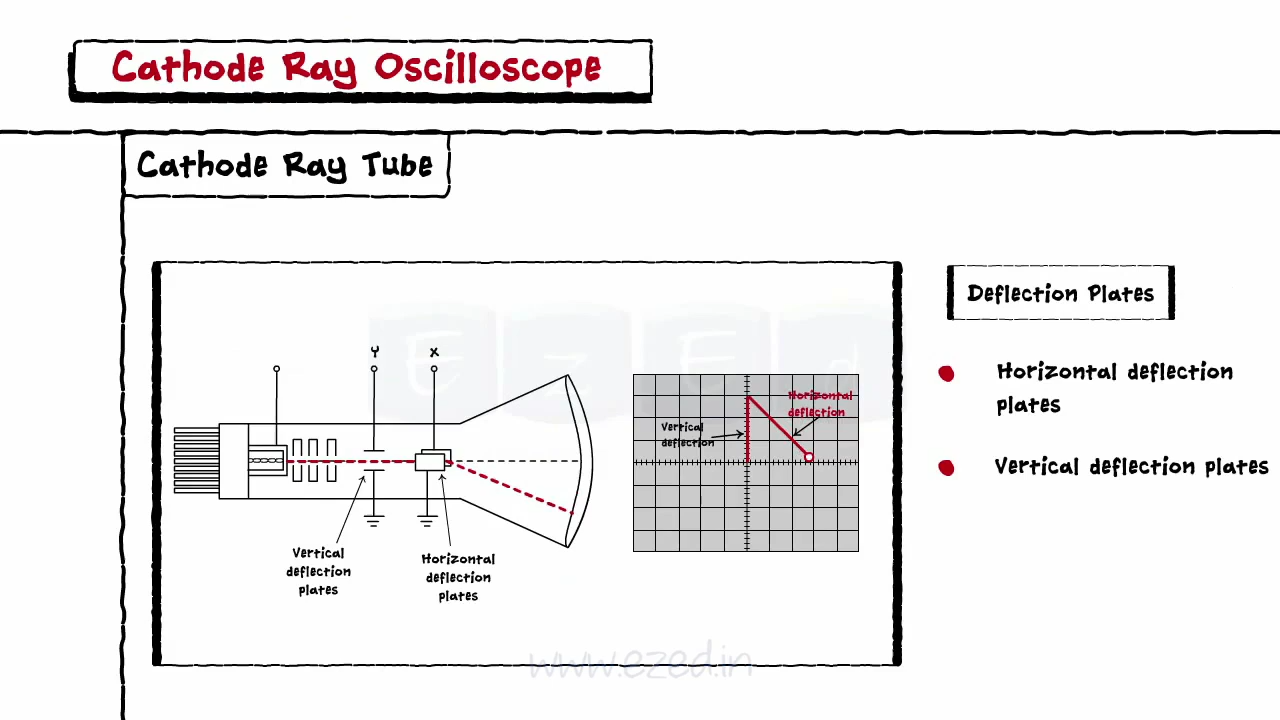 Cathode Ray Oscilloscope
Cathode Ray Tube
Deflection Plates
Horizontal deflection
plates
Vertical deflection plates
E Z E d
Y
X
Horizontal
deflection
Vertical
deflection
Vertical
deflection
plates
Horizontal
deflection
plates
www.ezed.in